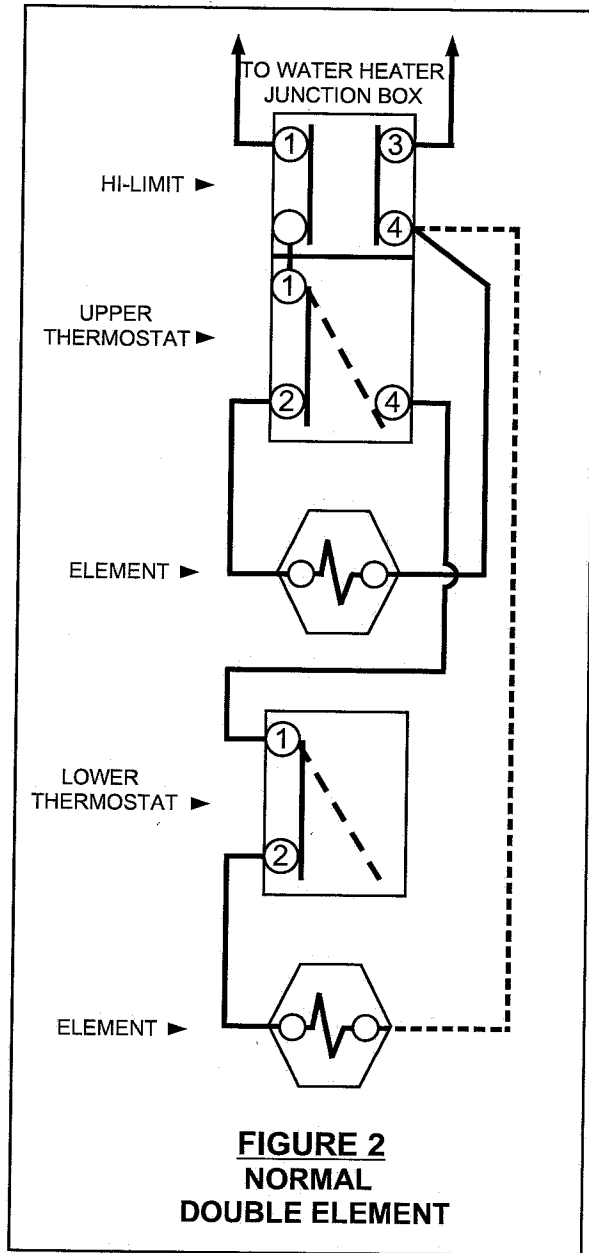 TO WATER HEATER
JUNCTION BOX
1
3
HI-LIMIT ►
4
1
UPPER
THERMOSTAT ►
2
4
ELEMENT ►
1
LOWER
THERMOSTAT ►
2
ELEMENT ►
FIGURE 2
NORMAL
DOUBLE ELEMENT